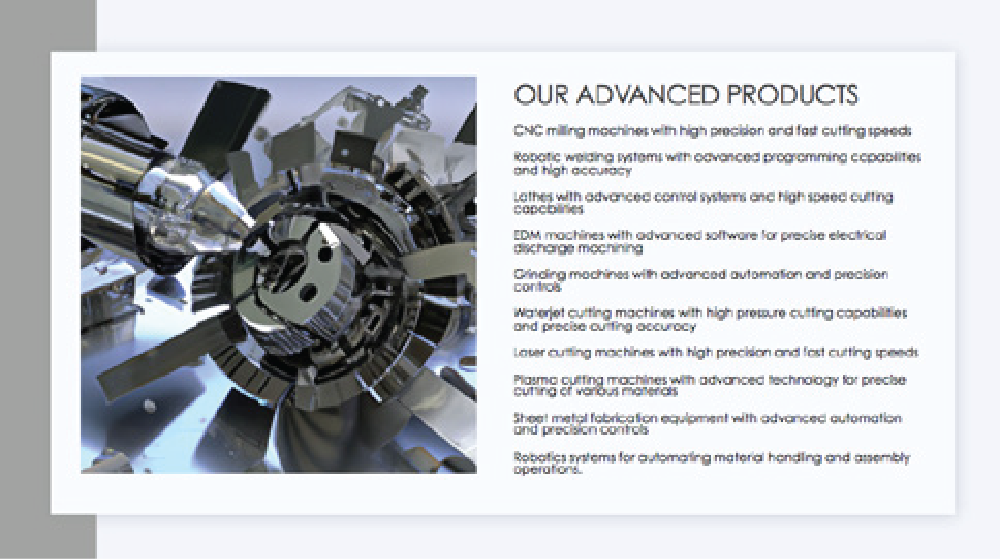 OUR ADVANCED PRODUCTS
CNC milling machines with high precision and fast cutting speeds
Robotic welding systems with advanced programming capabilities
and high accuracy
Lathes with advanced control systems and high speed cutting
capabilities
EDM machines with advanced software for precise electrical
discharge machining
Grinding machines with advanced automation and precision
controls
Waterjet cutting machines with high pressure cutting capabilities
and precise cutting accuracy
Laser cutting machines with high precision and fast cutting speeds
Plasma cutting machines with advanced technology for precise
cutting of various materials
Sheet metal fabrication equipment with advanced automation
and precision controls
Robotics systems for automating material handling and assembly
operations.